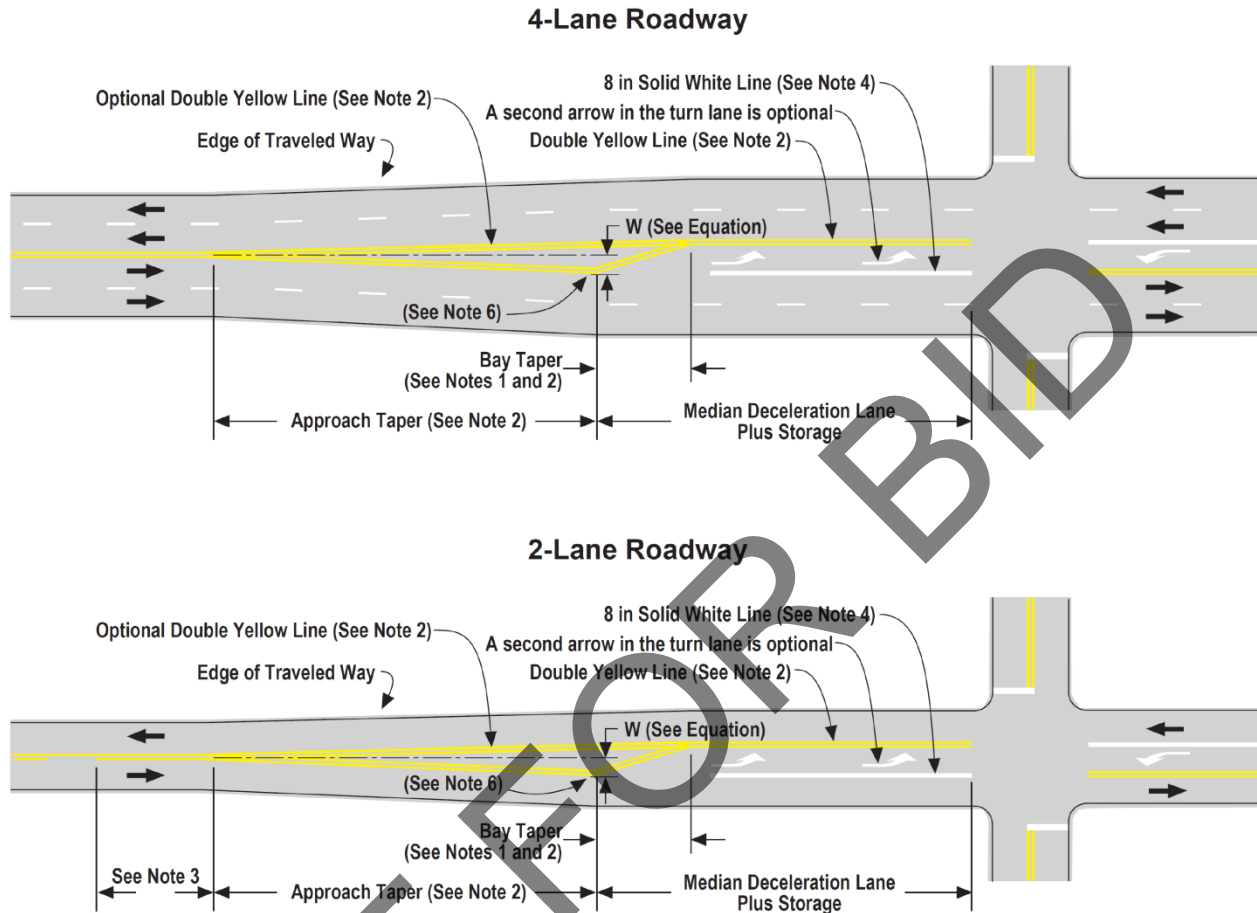 4-Lane Roadway
8 in Solid White Line (See Note 4)
Optional Double Yellow Line (See Note 2)
A second arrow in the turn lane is optional
Edge of Traveled Way
Double Yellow Line (See Note 2)
W (See Equation)
(See Note 6)
Bay Taper
(See Notes 1 and 2)
Approach Taper (See Note 2)
Median Deceleration Lane
Plus Storage
2-Lane Roadway
8 in Solid White Line (See Note 4)
Optional Double Yellow Line (See Note 2)
A second arrow in the turn lane is optional
Edge of Traveled Way
Double Yellow Line (See Note 2)
W (See Equation)
(See Note 6)
Bay Taper
(See Notes 1 and 2)
See Note 3
Approach Taper (See Note 2)
Median Deceleration Lane
Plus Storage
FOR BID